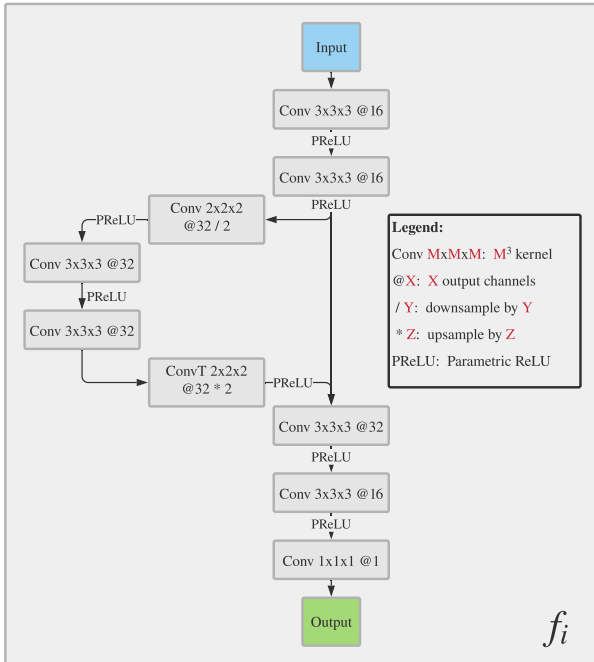 Input
Conv 3x3x3 @16
PReLU
Conv 3x3x3 @16
PReLU
Conv 2x2x2
@32 / 2
PReLU
Conv 3x3x3 @32
PReLU
Conv 3x3x3 @32
ConvT 2x2x2
@32 * 2
PReLU
Conv 3x3x3 @32
PReLU
Conv 3x3x3 @16
PReLU
Conv 1x1x1 @1
Output
Legend:
Conv MxMxM: M³ kernel
@X: X output channels
/ Y: downsample by Y
* Z: upsample by Z
PReLU: Parametric ReLU
fᵢ